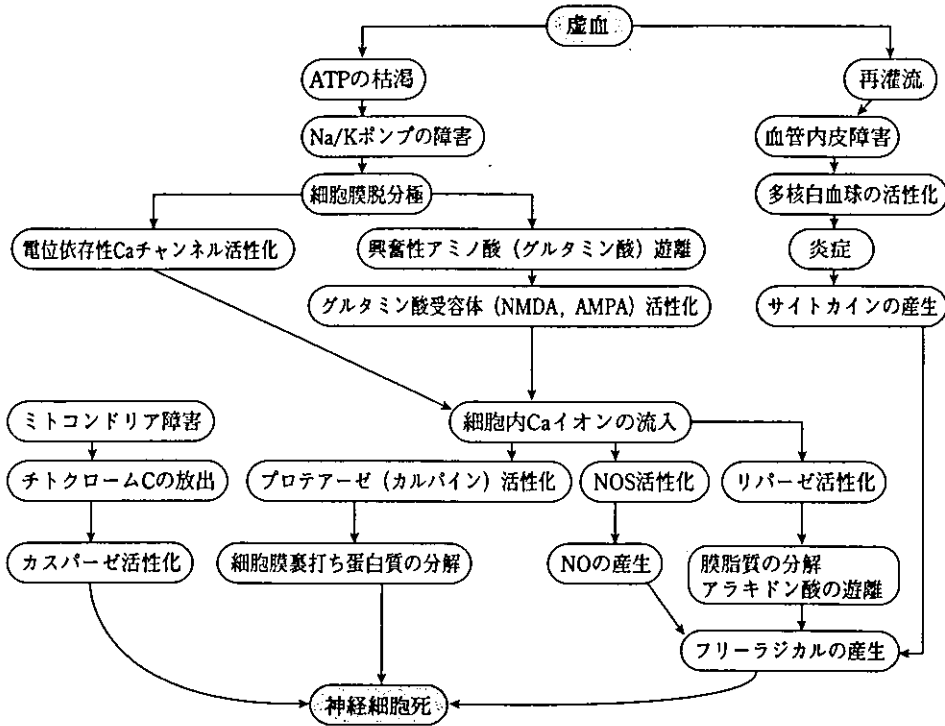 虚血
ATPの枯渇
再灌流
Na/Kポンプの障害
血管内皮障害
細胞膜脱分極
多核白血球の活性化
電位依存性Caチャンネル活性化
興奮性アミノ酸（グルタミン酸）遊離
炎症
グルタミン酸受容体（NMDA, AMPA）活性化
サイトカインの産生
ミトコンドリア障害
細胞内Caイオンの流入
チトクロームCの放出
プロテアーゼ（カルパイン）活性化
NOS活性化
リパーゼ活性化
カスパーゼ活性化
細胞膜裏打ち蛋白質の分解
NOの産生
膜脂質の分解
アラキドン酸の遊離
フリーラジカルの産生
神経細胞死